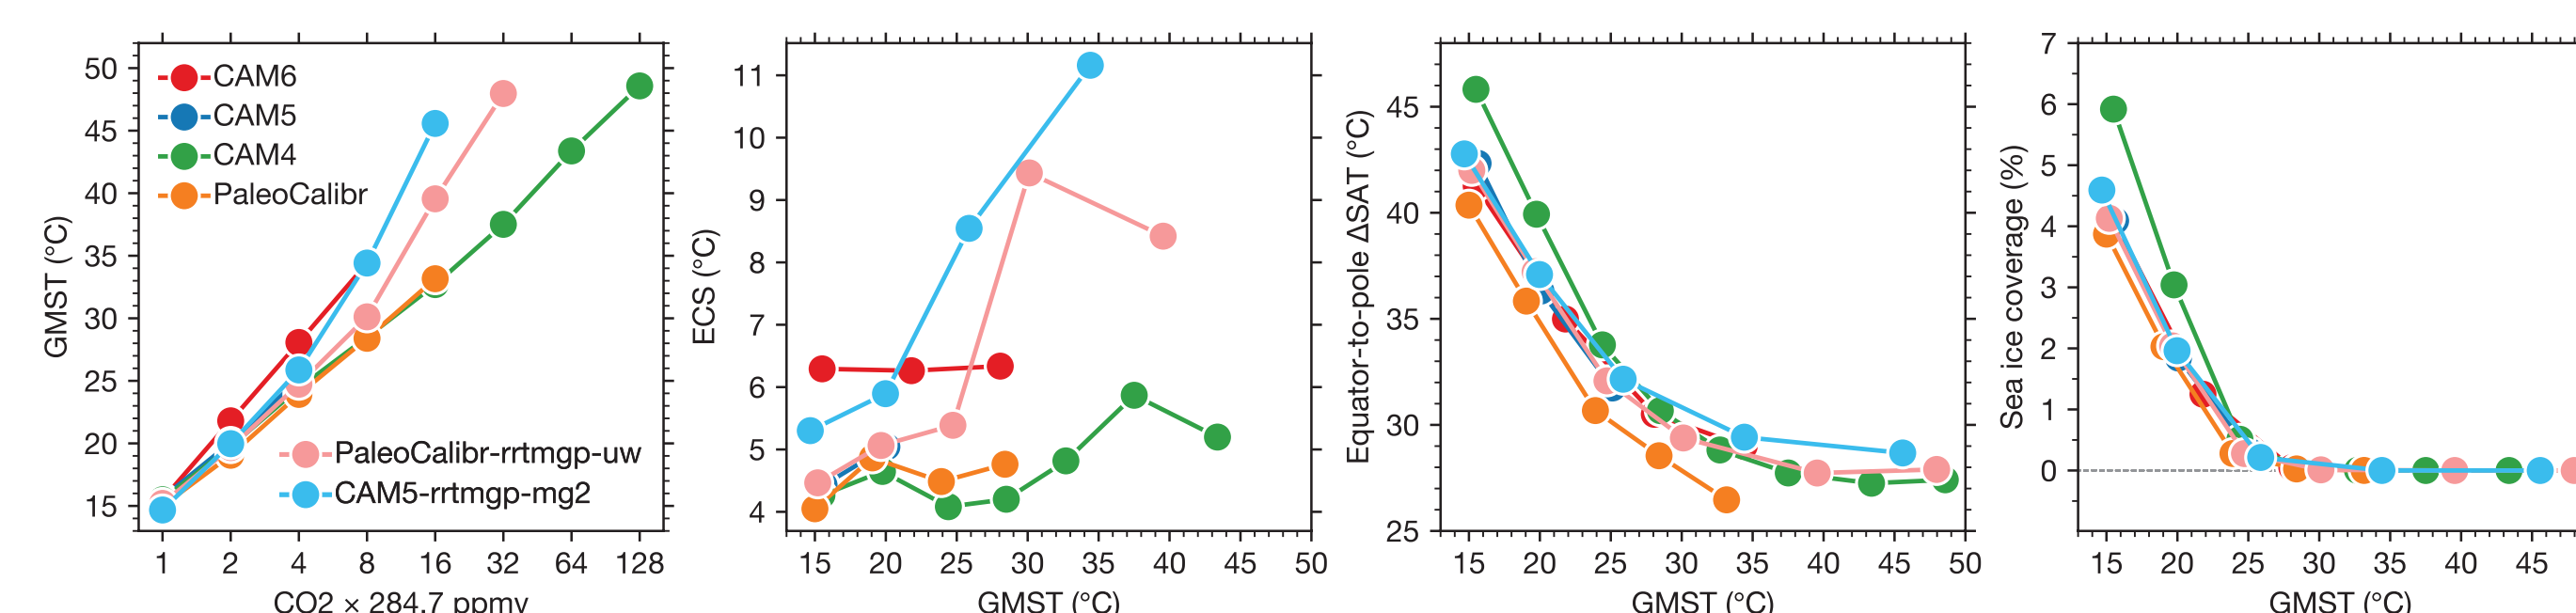 GMST (°C)
50
45
40
35
30
25
20
15
CAM6
CAM5
CAM4
PaleoCalibr
PaleoCalibr-rrtmgp-uw
CAM5-rrtmgp-mg2
1 2 4 8 16 32 64 128
CO2 × 284.7 ppmv
ECS (°C)
11
10
9
8
7
6
5
4
15 20 25 30 35 40 45 50
GMST (°C)
Equator-to-pole ΔSAT (°C)
45
40
35
30
25
15 20 25 30 35 40 45 50
GMST (°C)
Sea ice coverage (%)
7
6
5
4
3
2
1
0
15 20 25 30 35 40 45
GMST (°C)